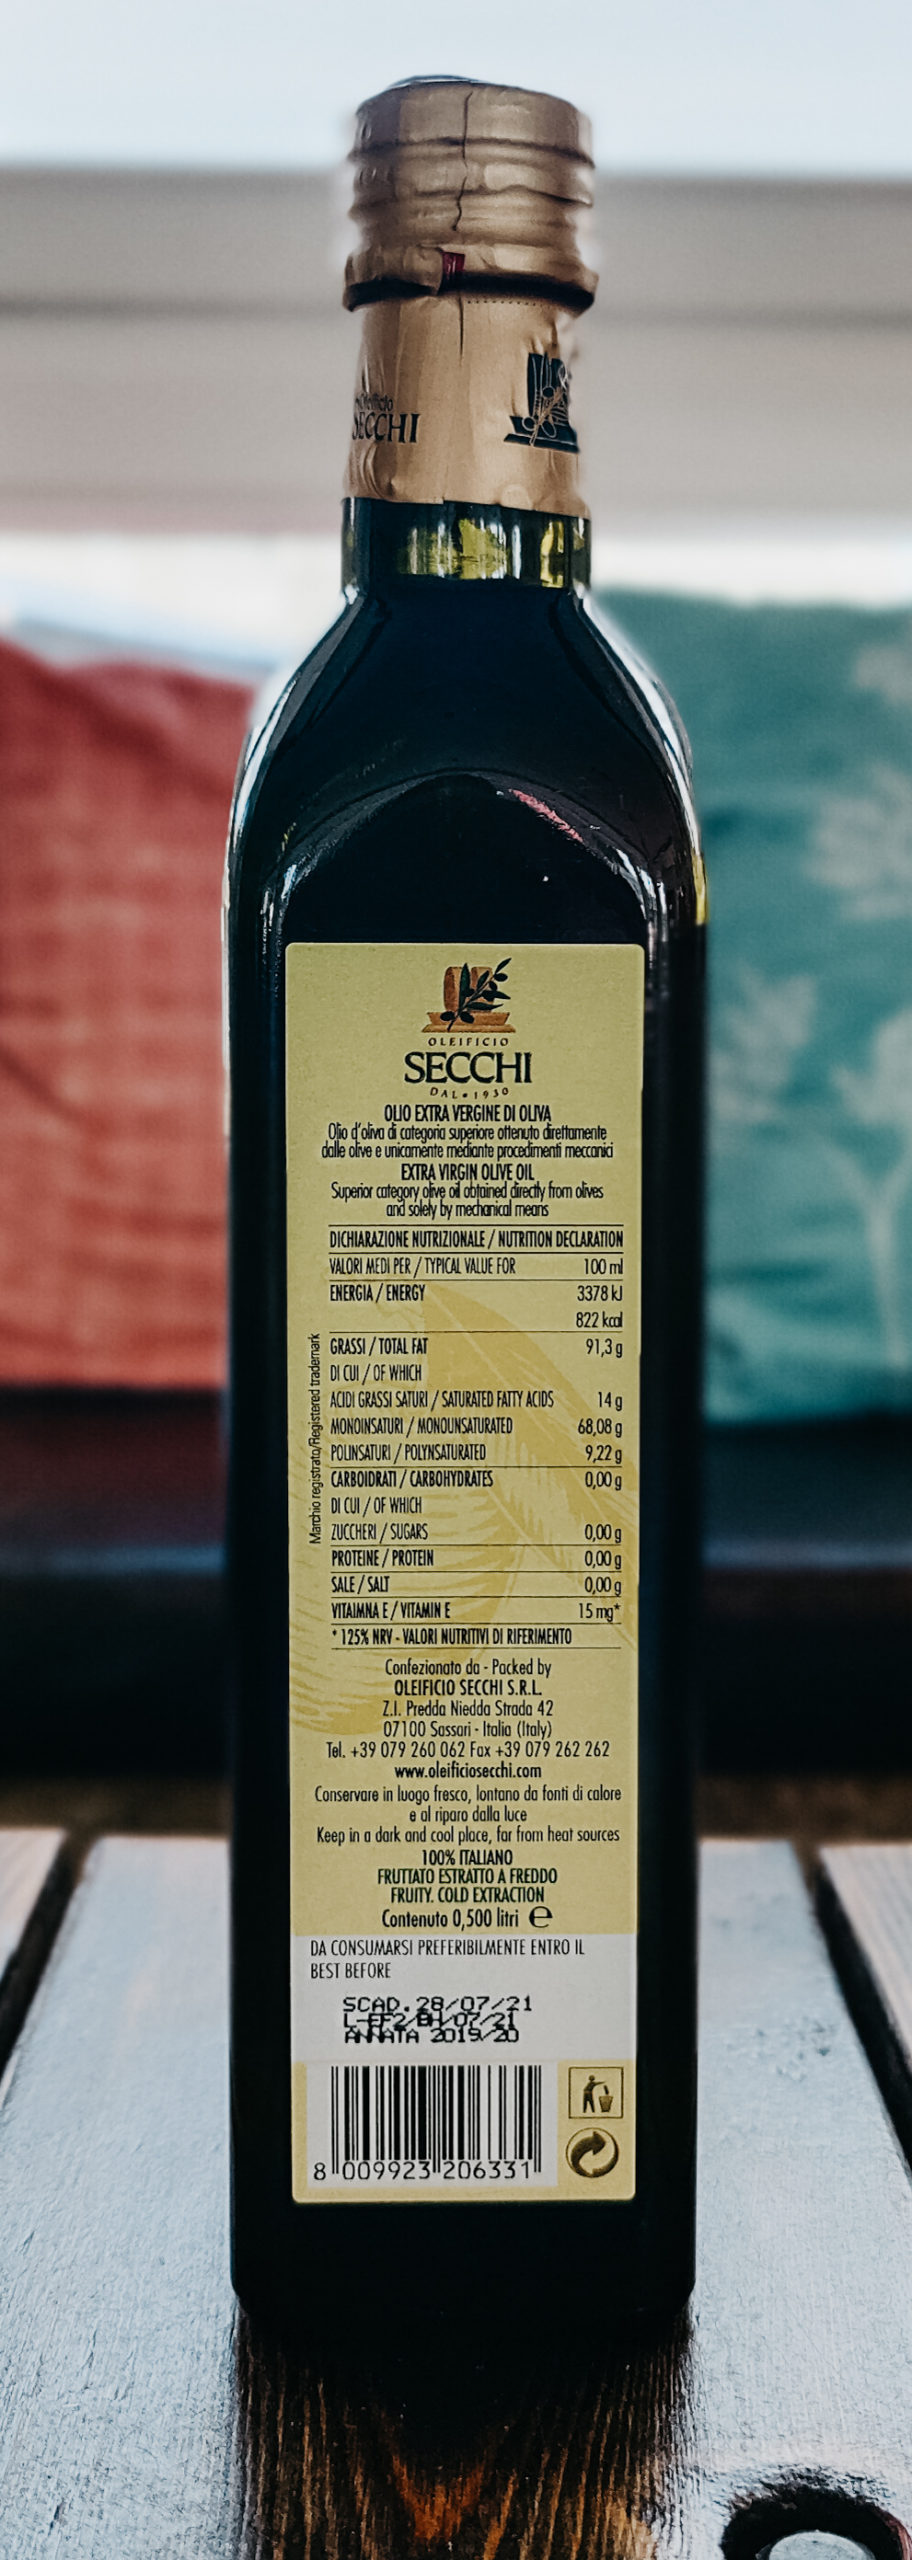 SECCHI
OLEIFICIO
SECCHI
DAL • 1930
OLIO EXTRA VERGINE DI OLIVA
Olio d'oliva di categoria superiore ottenuto direttamente
dalle olive e unicamente mediante procedimenti meccanici
EXTRA VIRGIN OLIVE OIL
Superior category olive oil obtained directly from olives
and solely by mechanical means
DICHIARAZIONE NUTRIZIONALE / NUTRITION DECLARATION
VALORI MEDI PER / TYPICAL VALUE FOR 100 ml
ENERGIA / ENERGY 3378 kJ
822 kcal
GRASSI / TOTAL FAT 91,3 g
DI CUI / OF WHICH
ACIDI GRASSI SATURI / SATURATED FATTY ACIDS 14 g
MONOINSATURI / MONOUNSATURATED 68,08 g
POLINSATURI / POLYNSATURATED 9,22 g
CARBOIDRATI / CARBOHYDRATES 0,00 g
DI CUI / OF WHICH
ZUCCHERI / SUGARS 0,00 g
PROTEINE / PROTEIN 0,00 g
SALE / SALT 0,00 g
VITAIMNA E / VITAMIN E 15 mg*
* 125% NRV - VALORI NUTRITIVI DI RIFERIMENTO
Marchio registrato/Registered trademark
Confezionato da - Packed by
OLEIFICIO SECCHI S.R.L.
Z.I. Predda Niedda Strada 42
07100 Sassari - Italia (Italy)
Tel. +39 079 260 062 Fax +39 079 262 262
www.oleificiosecchi.com
Conservare in luogo fresco, lontano da fonti di calore
e al riparo dalla luce
Keep in a dark and cool place, far from heat sources
100% ITALIANO
FRUTTATO ESTRATTO A FREDDO
FRUITY. COLD EXTRACTION
Contenuto 0,500 litri e
DA CONSUMARSI PREFERIBILMENTE ENTRO IL
BEST BEFORE
SCAD. 28/07/21
ANNATA 2019/20
8 009923 206331